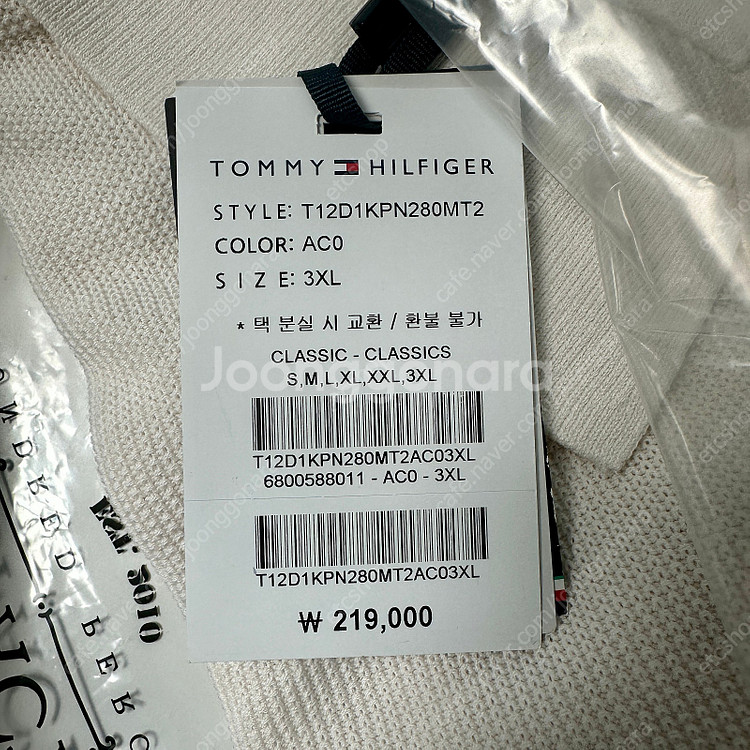 TOMMY HILFIGER
STYLE: T12D1KPN280MT2
COLOR: AC0
SIZE: 3XL
* 택 분실 시 교환 / 환불 불가
CLASSIC - CLASSICS
S,M,L,XL,XXL,3XL
Joonggonara
T12D1KPN280MT2AC03XL
6800588011 - AC0 - 3XL
T12D1KPN280MT2AC03XL
₩ 219,000